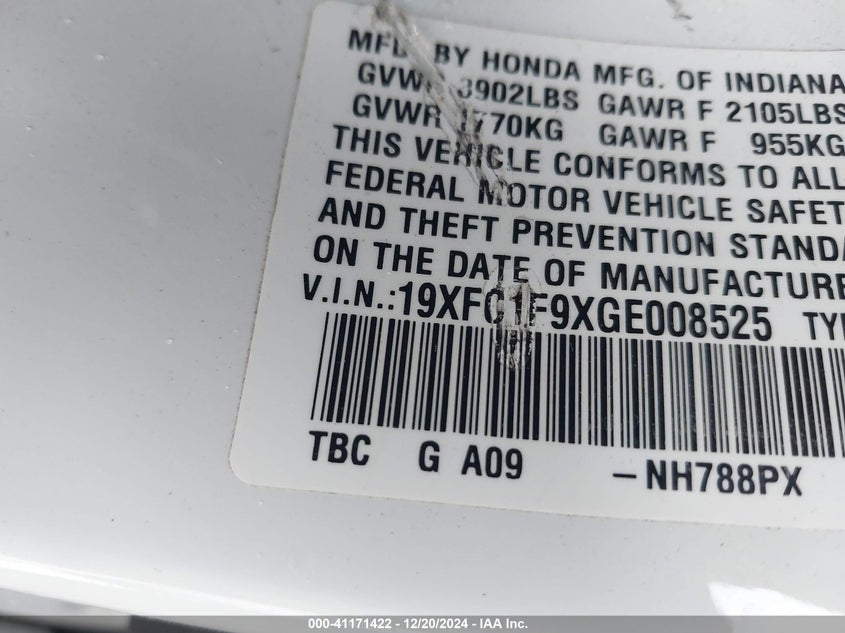 MFD. BY HONDA MFG. OF INDIANA
GVWR 3902LBS GAWR F 2105LBS
GVWR 1770KG GAWR F 955KG
THIS VEHICLE CONFORMS TO ALL
FEDERAL MOTOR VEHICLE SAFET
AND THEFT PREVENTION STANDA
ON THE DATE OF MANUFACTURE
V.I.N.:19XFC1F9XGE008525 TYP
TBC G A09 -NH788PX
000-41171422 - 12/20/2024 - IAA Inc.